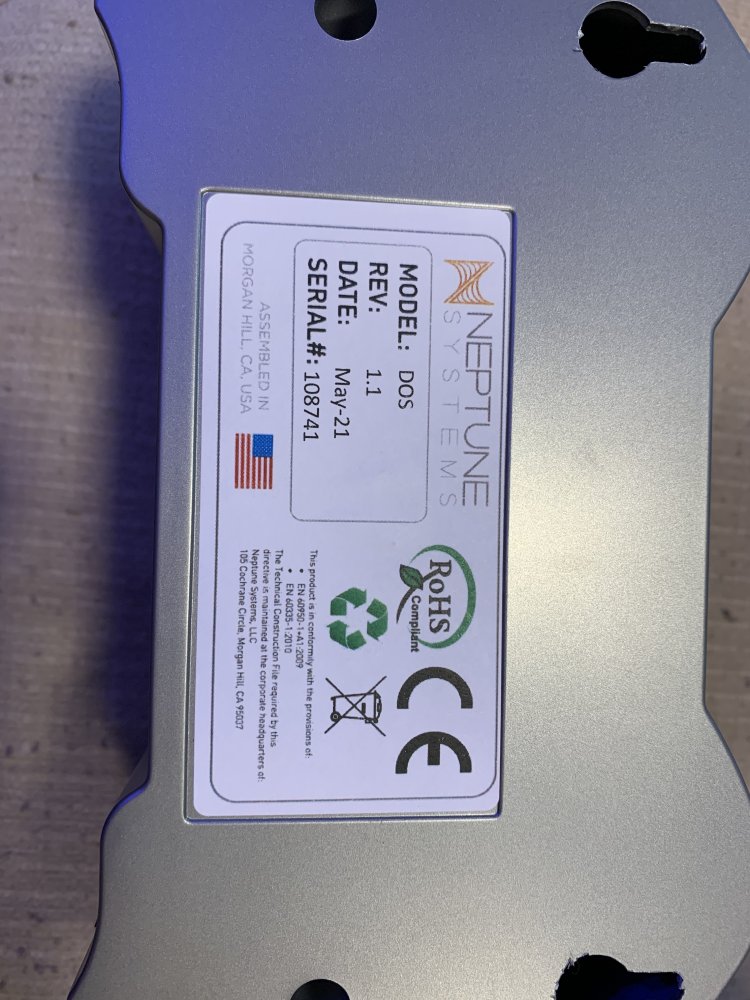 NEPTUNE
SYSTEMS
MODEL: DOS
REV: 1.1
DATE: May-21
SERIAL#: 108741
ASSEMBLED IN
MORGAN HILL, CA, USA
RoHS
Compliant
CE
This product is in conformity with the provisions of:
• EN 60950-1+A1:2009
• EN 60335-1:2010
The Technical Construction File required by this
directive is maintained at the corporate headquarters of:
Neptune Systems, LLC
105 Cochrane Circle, Morgan Hill, CA 95037